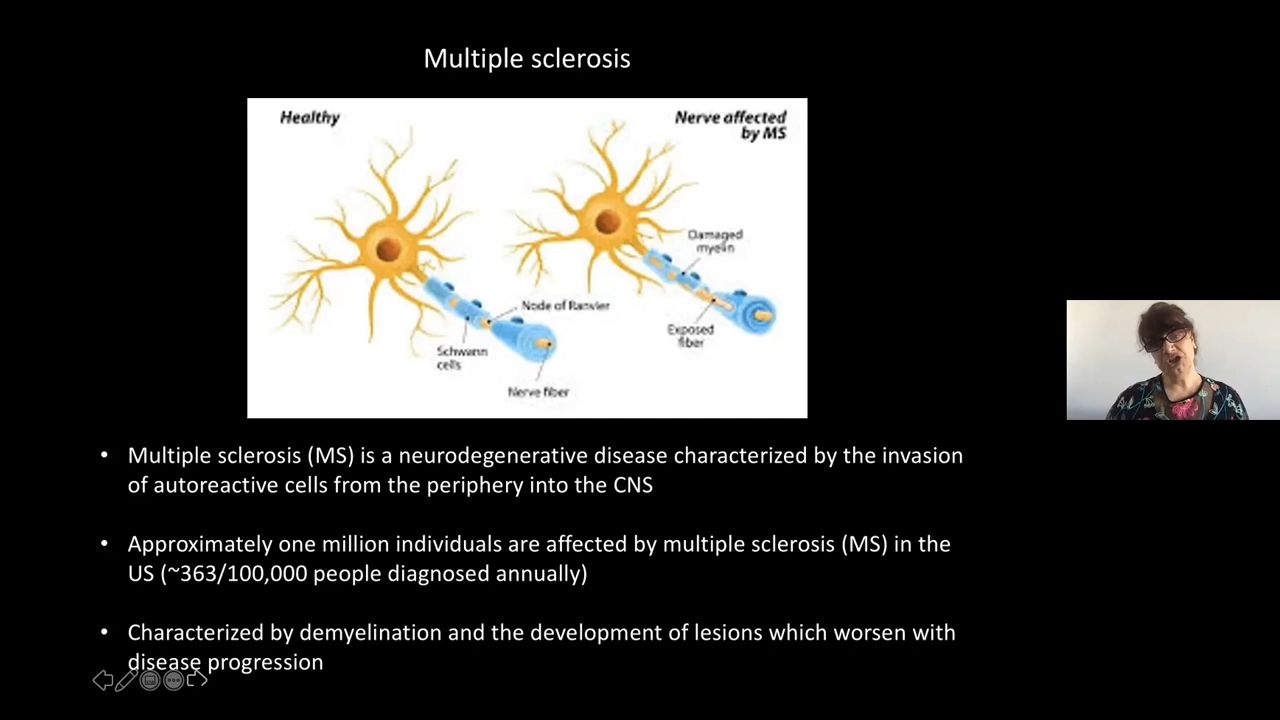 Multiple sclerosis
Healthy
Nerve affected
by MS
Damaged
myelin
Node of Ranvier
Exposed
fiber
Schwann
cells
Nerve fiber
• Multiple sclerosis (MS) is a neurodegenerative disease characterized by the invasion
of autoreactive cells from the periphery into the CNS
• Approximately one million individuals are affected by multiple sclerosis (MS) in the
US (~363/100,000 people diagnosed annually)
• Characterized by demyelination and the development of lesions which worsen with
disease progression